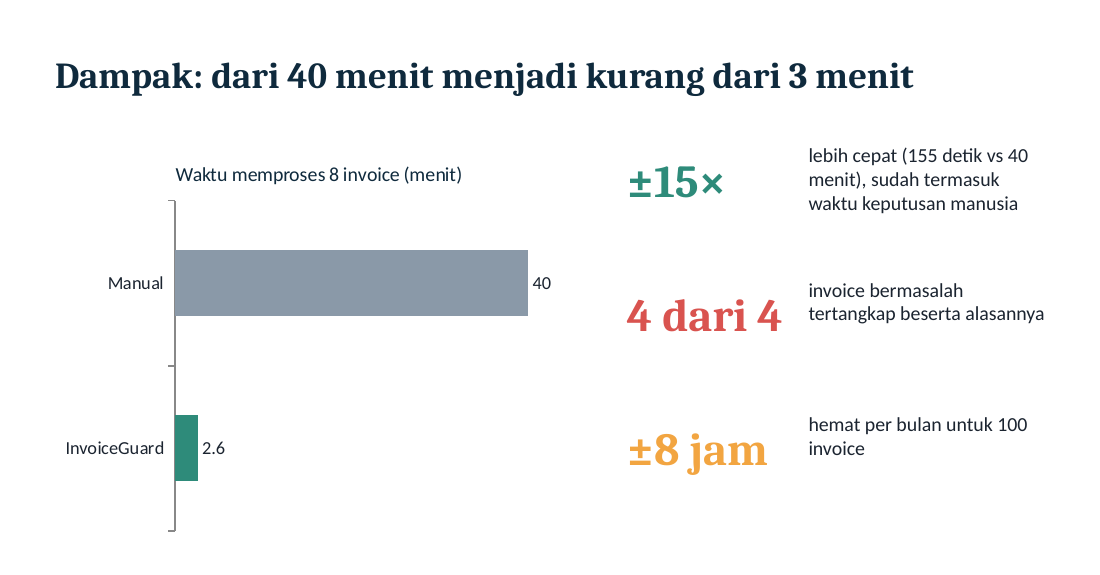 Dampak: dari 40 menit menjadi kurang dari 3 menit
Waktu memproses 8 invoice (menit)
Manual
40
InvoiceGuard
2.6
±15×
lebih cepat (155 detik vs 40
menit), sudah termasuk
waktu keputusan manusia
4 dari 4
invoice bermasalah
tertangkap beserta alasannya
±8 jam
hemat per bulan untuk 100
invoice